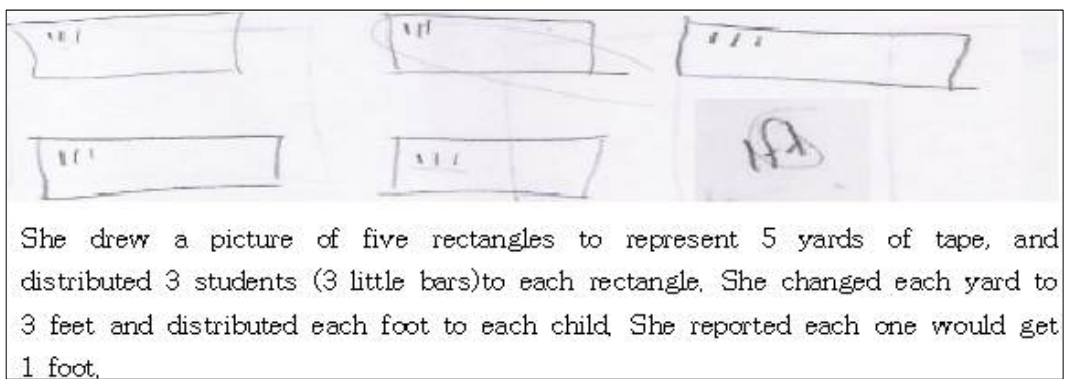 1ft
She drew a picture of five rectangles to represent 5 yards of tape, and
distributed 3 students (3 little bars)to each rectangle. She changed each yard to
3 feet and distributed each foot to each child. She reported each one would get
1 foot.